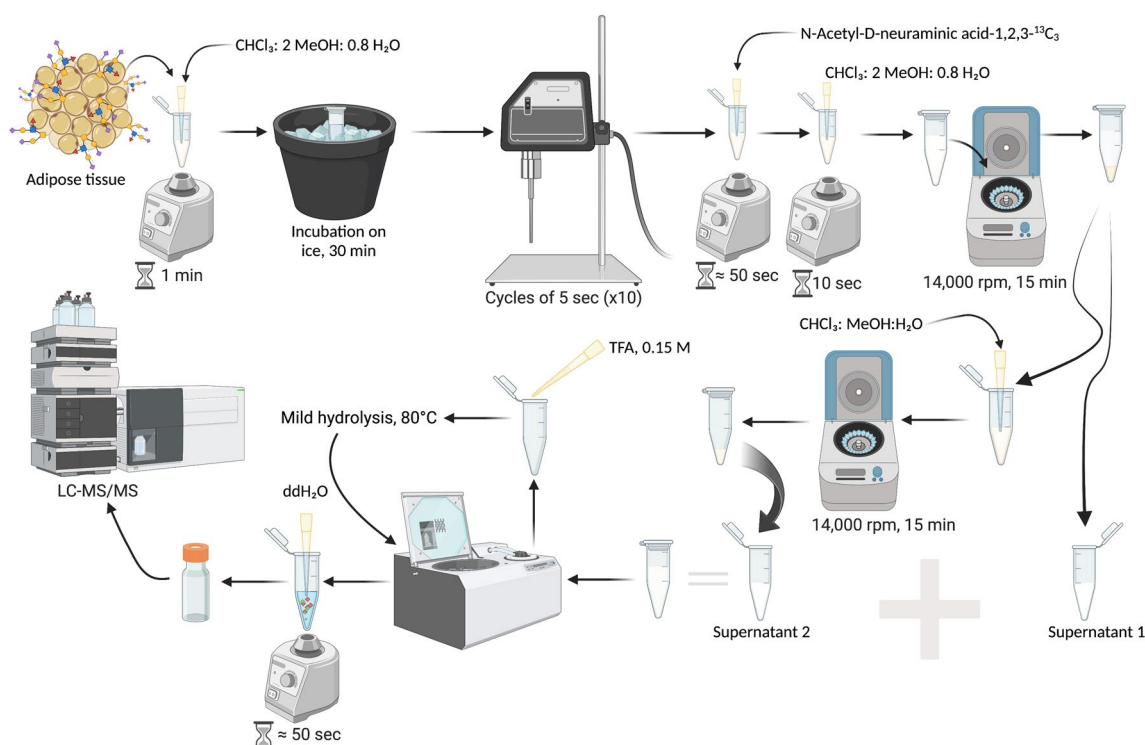 CHCl₃: 2 MeOH: 0.8 H₂O
N-Acetyl-D-neuraminic acid-1,2,3-¹³C₃
CHCl₃: 2 MeOH: 0.8 H₂O
Adipose tissue
Incubation on
ice, 30 min
1 min
Cycles of 5 sec (x10)
≈ 50 sec
10 sec
14,000 rpm, 15 min
CHCl₃: MeOH:H₂O
TFA, 0.15 M
Mild hydrolysis, 80°C
LC-MS/MS
ddH₂O
14,000 rpm, 15 min
Supernatant 2
Supernatant 1
≈ 50 sec